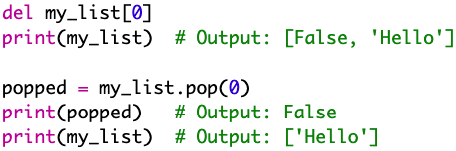 del my_list[0]
print(my_list)  # Output: [False, 'Hello']

popped = my_list.pop(0)
print(popped)   # Output: False
print(my_list)  # Output: ['Hello']